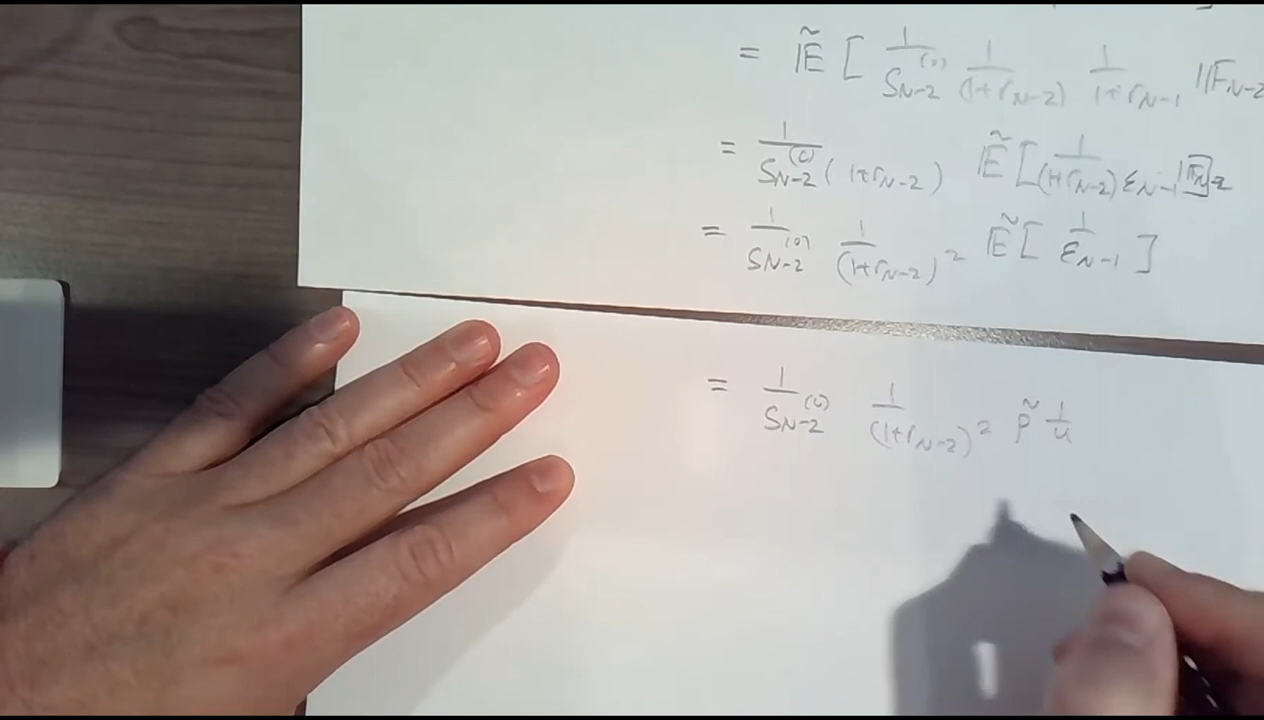 = Ẽ [ 1/S_{N-2}^{(0)} 1/(1+r_{N-2}) 1/1+r_{N-1} | F_{N-2}
= 1/S_{N-2}^{(0)} (1+r_{N-2}) Ẽ [ 1/(1+r_{N-2}) ε_{N-1} | F_{N-2} ]
= 1/S_{N-2}^{(0)} 1/(1+r_{N-2})^2 Ẽ [ 1/ε_{N-1} ]
= 1/S_{N-2}^{(0)} 1/(1+r_{N-2})^2 p̃ 1/u